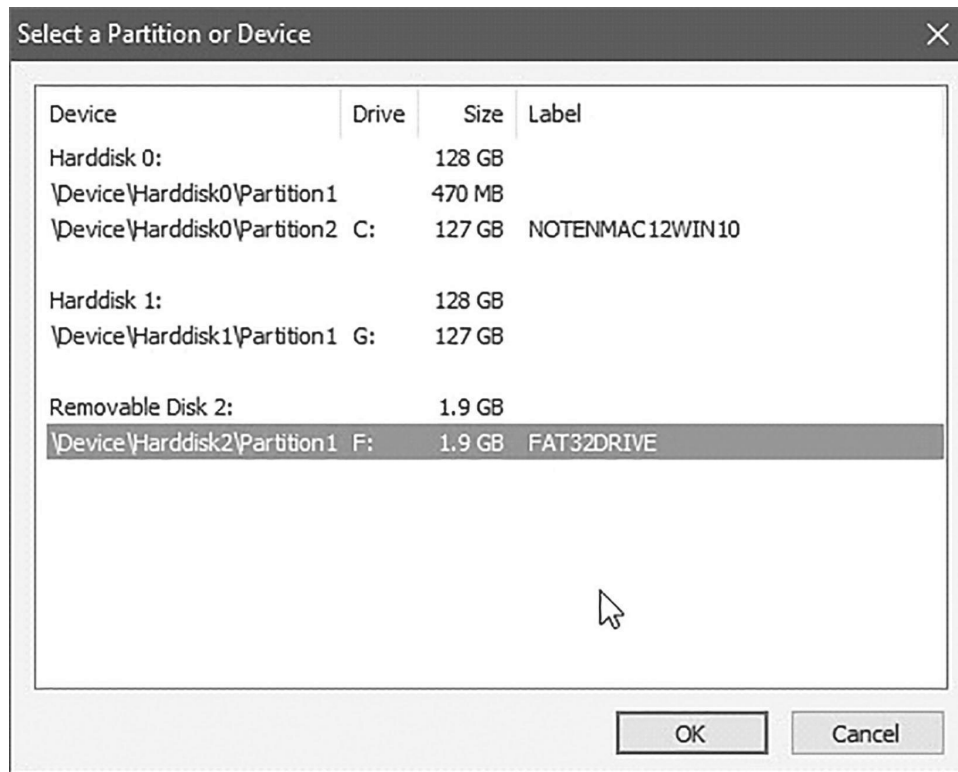 Select a Partition or Device
Device Drive Size Label
Harddisk 0: 128 GB
\Device\Harddisk0\Partition1 470 MB
\Device\Harddisk0\Partition2 C: 127 GB NOTENMAC12WIN10
Harddisk 1: 128 GB
\Device\Harddisk1\Partition1 G: 127 GB
Removable Disk 2: 1.9 GB
\Device\Harddisk2\Partition1 F: 1.9 GB FAT32DRIVE
OK Cancel